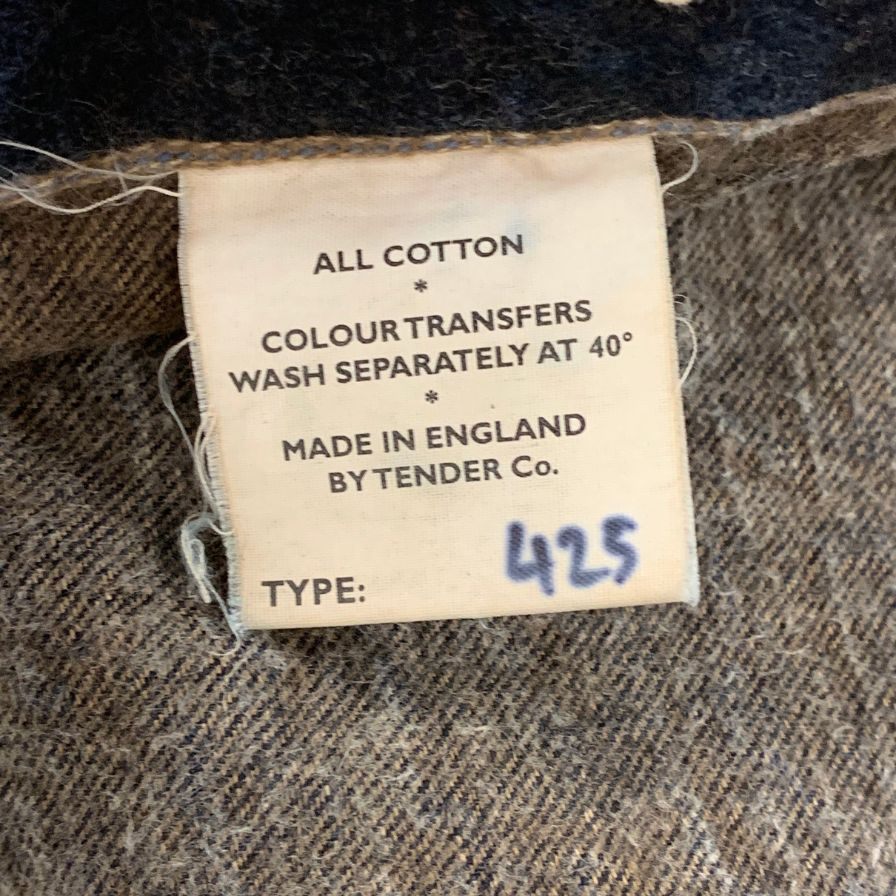 ALL COTTON
*
COLOUR TRANSFERS
WASH SEPARATELY AT 40°
*
MADE IN ENGLAND
BY TENDER Co.
TYPE: 425